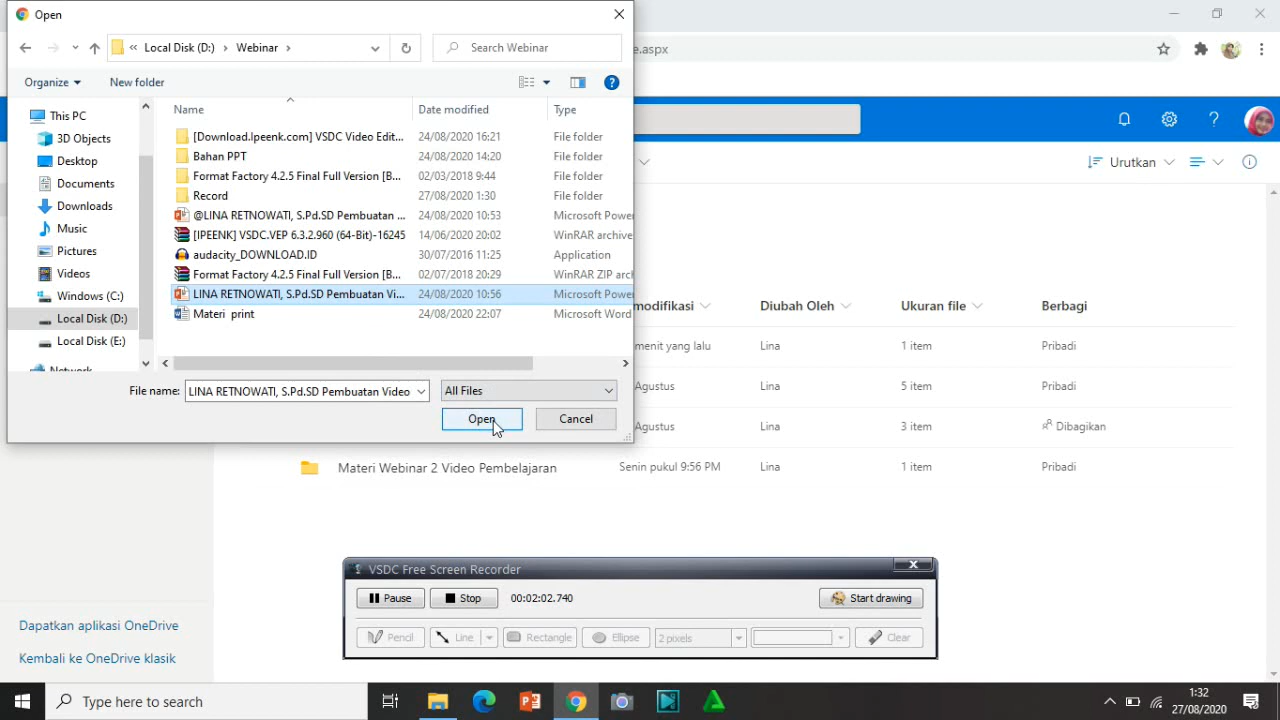 Open
Local Disk (D:) › Webinar ›
Search Webinar
e.aspx
Organize
New folder
Name
Date modified
Type
This PC
3D Objects
Desktop
Documents
Downloads
Music
Pictures
Videos
Windows (C:)
Local Disk (D:)
Local Disk (E:)
Network
[Download.Ipeenk.com] VSDC Video Edit... 24/08/2020 16:21 File folder
Bahan PPT 24/08/2020 14:20 File folder
Format Factory 4.2.5 Final Full Version [B... 02/03/2018 9:44 File folder
Record 27/08/2020 1:30 File folder
@LINA RETNOWATI, S.Pd.SD Pembuatan ... 24/08/2020 10:53 Microsoft Power
[IPEENK] VSDC.VEP 6.3.2.960 (64-Bit)-16245 14/06/2020 20:02 WinRAR archive
audacity_DOWNLOAD.ID 30/07/2016 11:25 Application
Format Factory 4.2.5 Final Full Version [B... 02/07/2018 20:29 WinRAR ZIP arch
LINA RETNOWATI, S.Pd.SD Pembuatan Vi... 24/08/2020 10:56 Microsoft Power
Materi print 24/08/2020 22:07 Microsoft Word
File name: LINA RETNOWATI, S.Pd.SD Pembuatan Video
All Files
Open
Cancel
Urutkan
modifikasi
Diubah Oleh
Ukuran file
Berbagi
menit yang lalu Lina 1 item Pribadi
Agustus Lina 5 item Pribadi
Agustus Lina 3 item Dibagikan
Materi Webinar 2 Video Pembelajaran Senin pukul 9:56 PM Lina 1 item Pribadi
Dapatkan aplikasi OneDrive
Kembali ke OneDrive klasik
VSDC Free Screen Recorder
Pause
Stop
00:02:02.740
Start drawing
Pencil
Line
Rectangle
Ellipse
2 pixels
Clear
Type here to search
1:32
27/08/2020